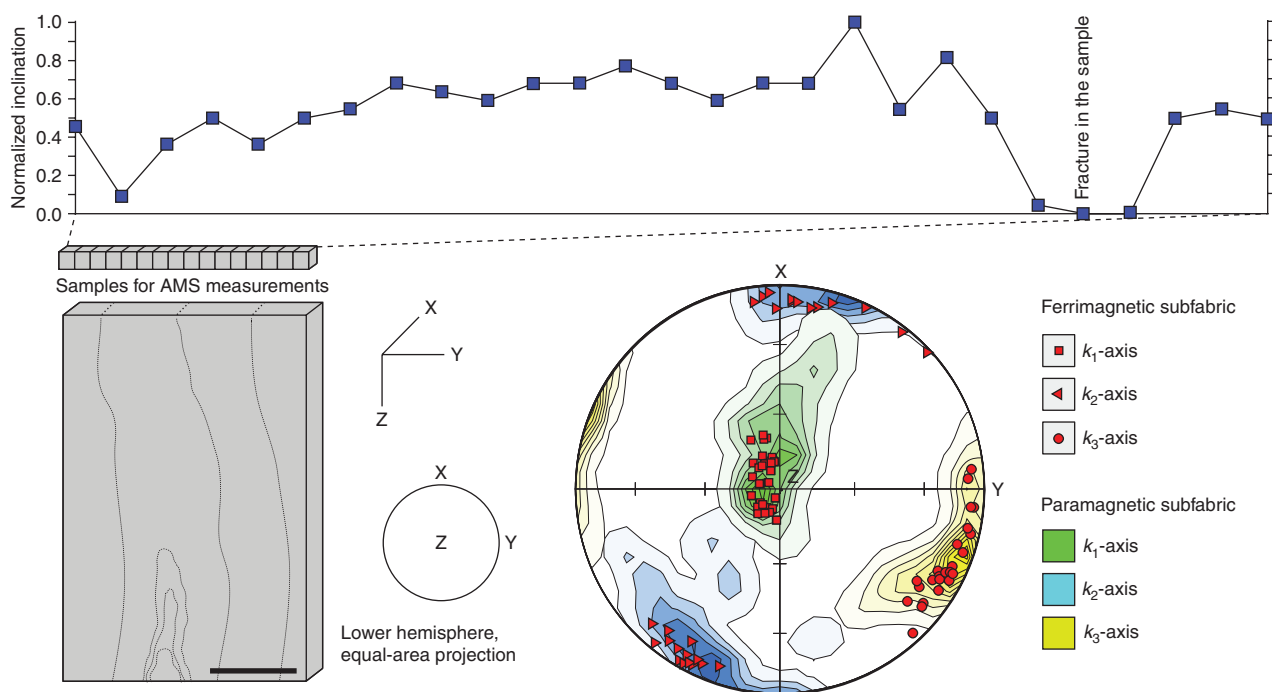 Normalized inclination
1.0
0.8
0.6
0.4
0.2
0.0
Fracture in the sample
Samples for AMS measurements
X
Y
Z
X
Z
Y
Lower hemisphere,
equal-area projection
X
Z
Y
Ferrimagnetic subfabric
k₁-axis
k₂-axis
k₃-axis
Paramagnetic subfabric
k₁-axis
k₂-axis
k₃-axis